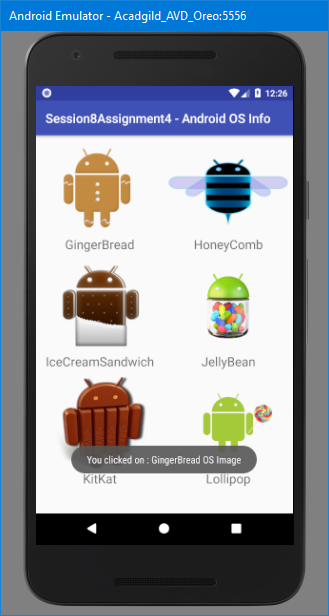 Android Emulator - Acadgild_AVD_Oreo:5556
12:26
Session8Assignment4 - Android OS Info
GingerBread
HoneyComb
IceCreamSandwich
JellyBean
You clicked on : GingerBread OS Image
KitKat
Lollipop